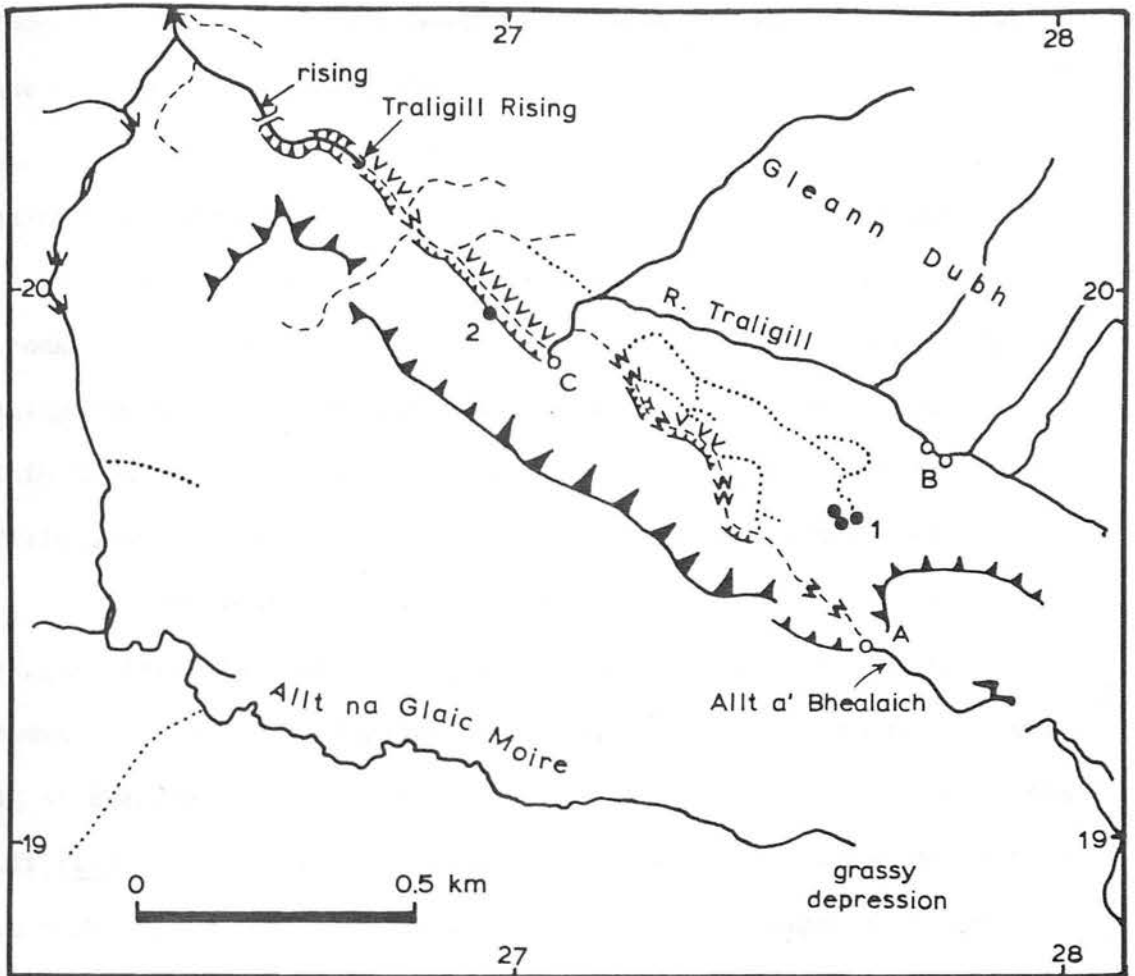 27
28
rising
Traligill Rising
Gleann Dubh
20
R. Traligill
20
2
C
B
1
A
Allt a' Bhealaich
Allt na Glaic Moire
19
19
0
0.5 km
grassy
depression
27
28